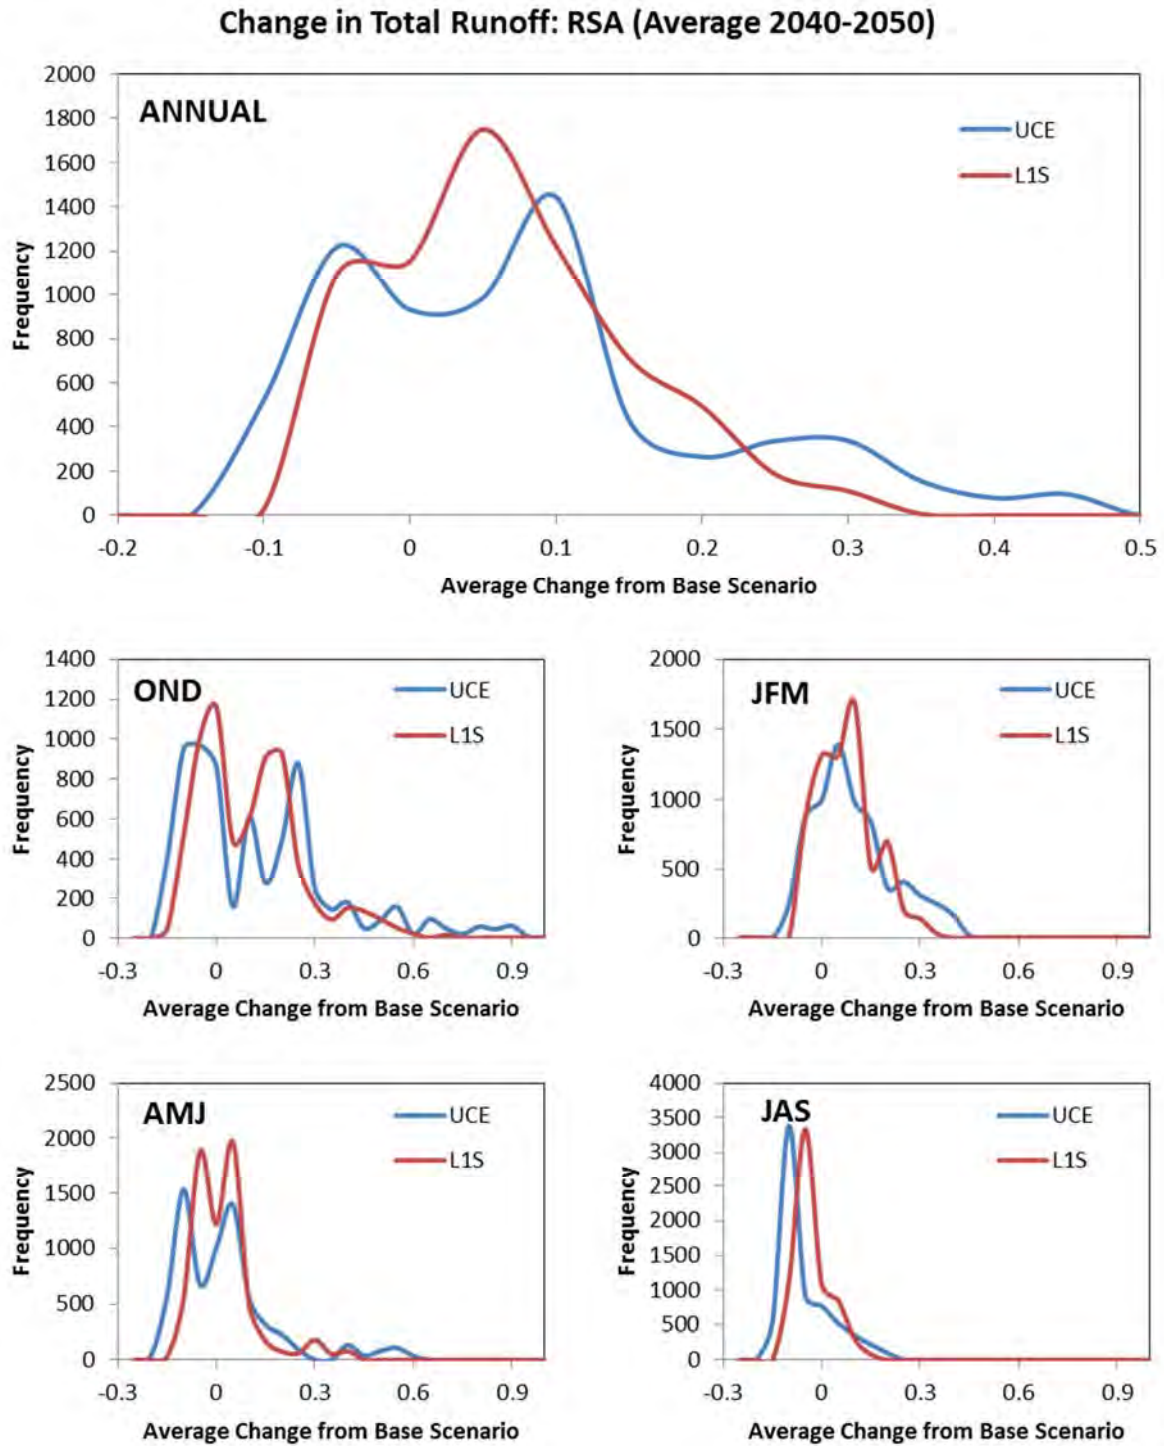 Change in Total Runoff: RSA (Average 2040-2050)
2000
1800
1600
1400
1200
1000
800
600
400
200
0
Frequency
ANNUAL
UCE
L1S
-0.2 -0.1 0 0.1 0.2 0.3 0.4 0.5
Average Change from Base Scenario
1400
1200
1000
800
600
400
200
0
Frequency
OND
UCE
L1S
-0.3 0 0.3 0.6 0.9
Average Change from Base Scenario
2000
1500
1000
500
0
Frequency
JFM
UCE
L1S
-0.3 0 0.3 0.6 0.9
Average Change from Base Scenario
2500
2000
1500
1000
500
0
Frequency
AMJ
UCE
L1S
-0.3 0 0.3 0.6 0.9
Average Change from Base Scenario
4000
3500
3000
2500
2000
1500
1000
500
0
Frequency
JAS
UCE
L1S
-0.3 0 0.3 0.6 0.9
Average Change from Base Scenario